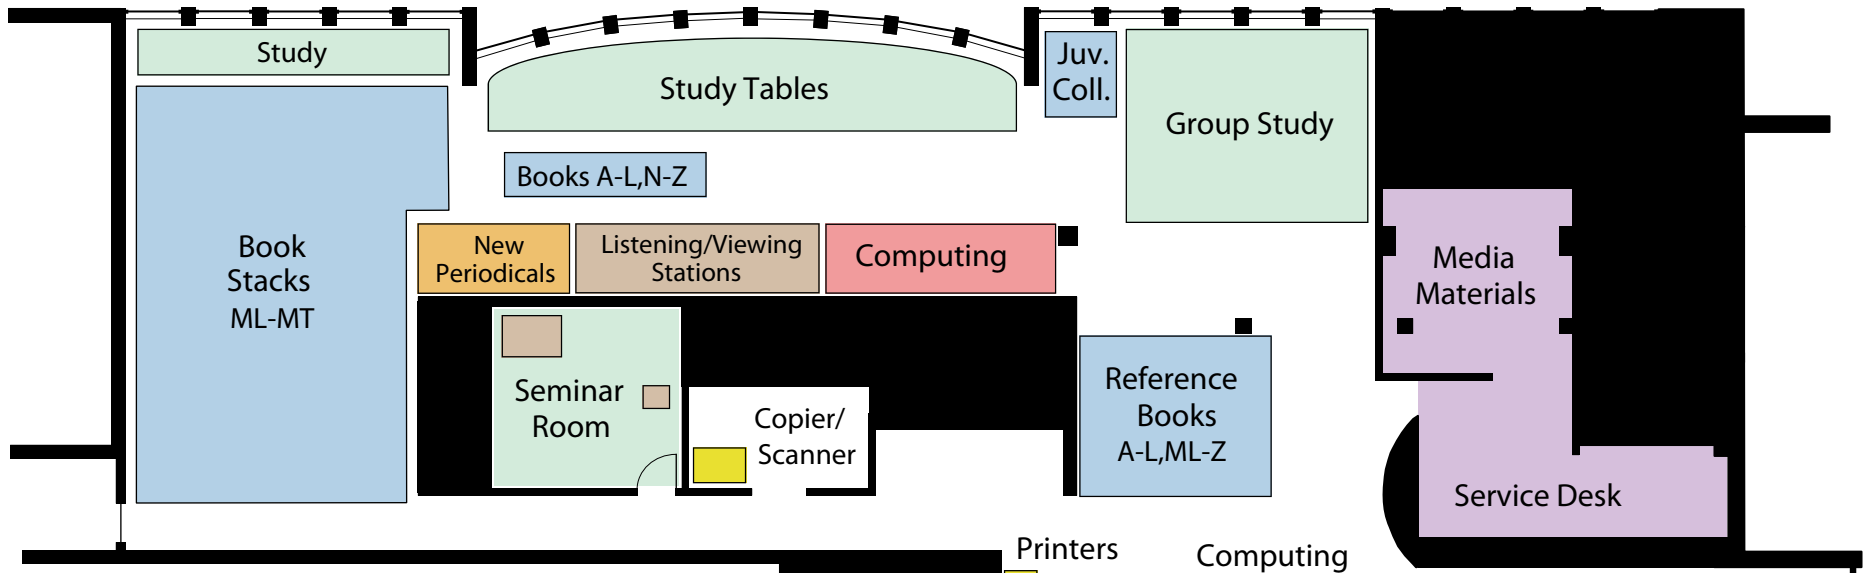 Study
Study Tables
Juv.
Coll.
Group Study
Books A-L,N-Z
Book
Stacks
ML-MT
New
Periodicals
Listening/Viewing
Stations
Computing
Media
Materials
Seminar
Room
Copier/
Scanner
Reference
Books
A-L,ML-Z
Service Desk
Printers
Computing